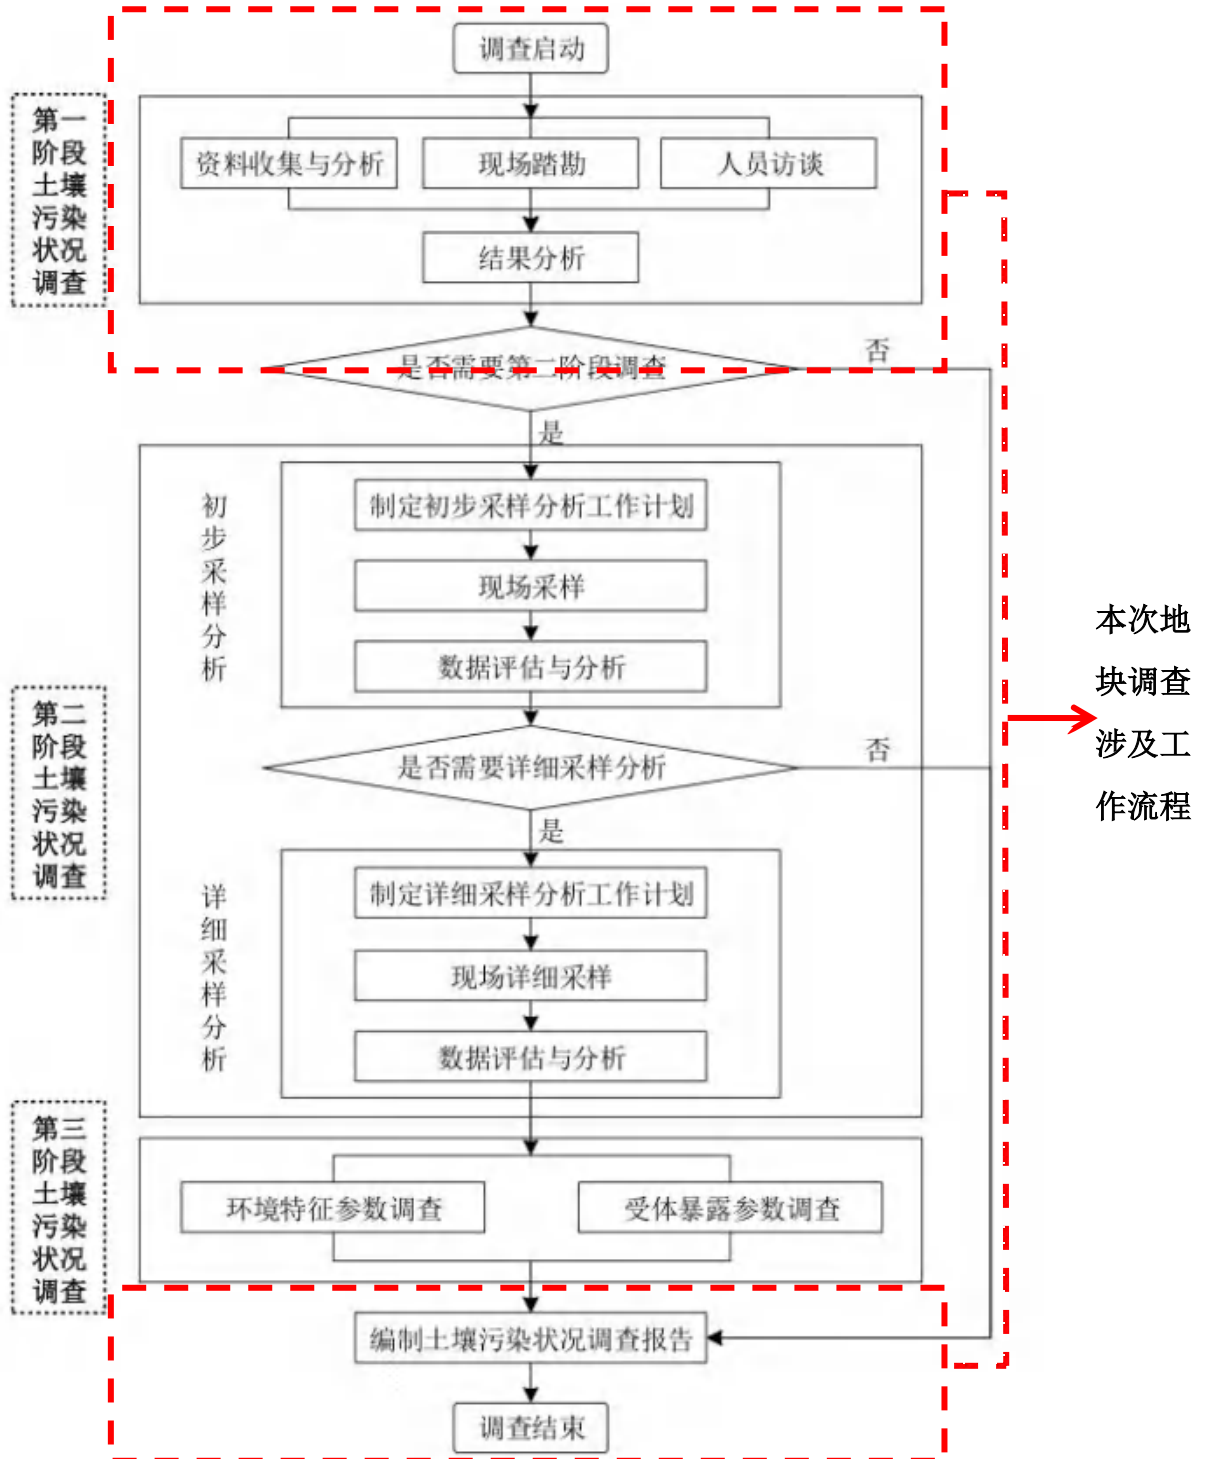 调查启动
第一
阶段
土壤
污染
状况
调查
资料收集与分析
现场踏勘
人员访谈
结果分析
是否需要第二阶段调查
否
是
初
步
采
样
分
析
制定初步采样分析工作计划
现场采样
数据评估与分析
第二
阶段
土壤
污染
状况
调查
是否需要详细采样分析
否
是
详
细
采
样
分
析
制定详细采样分析工作计划
现场详细采样
数据评估与分析
第三
阶段
土壤
污染
状况
调查
环境特征参数调查
受体暴露参数调查
编制土壤污染状况调查报告
调查结束
本次地
块调查
涉及工
作流程